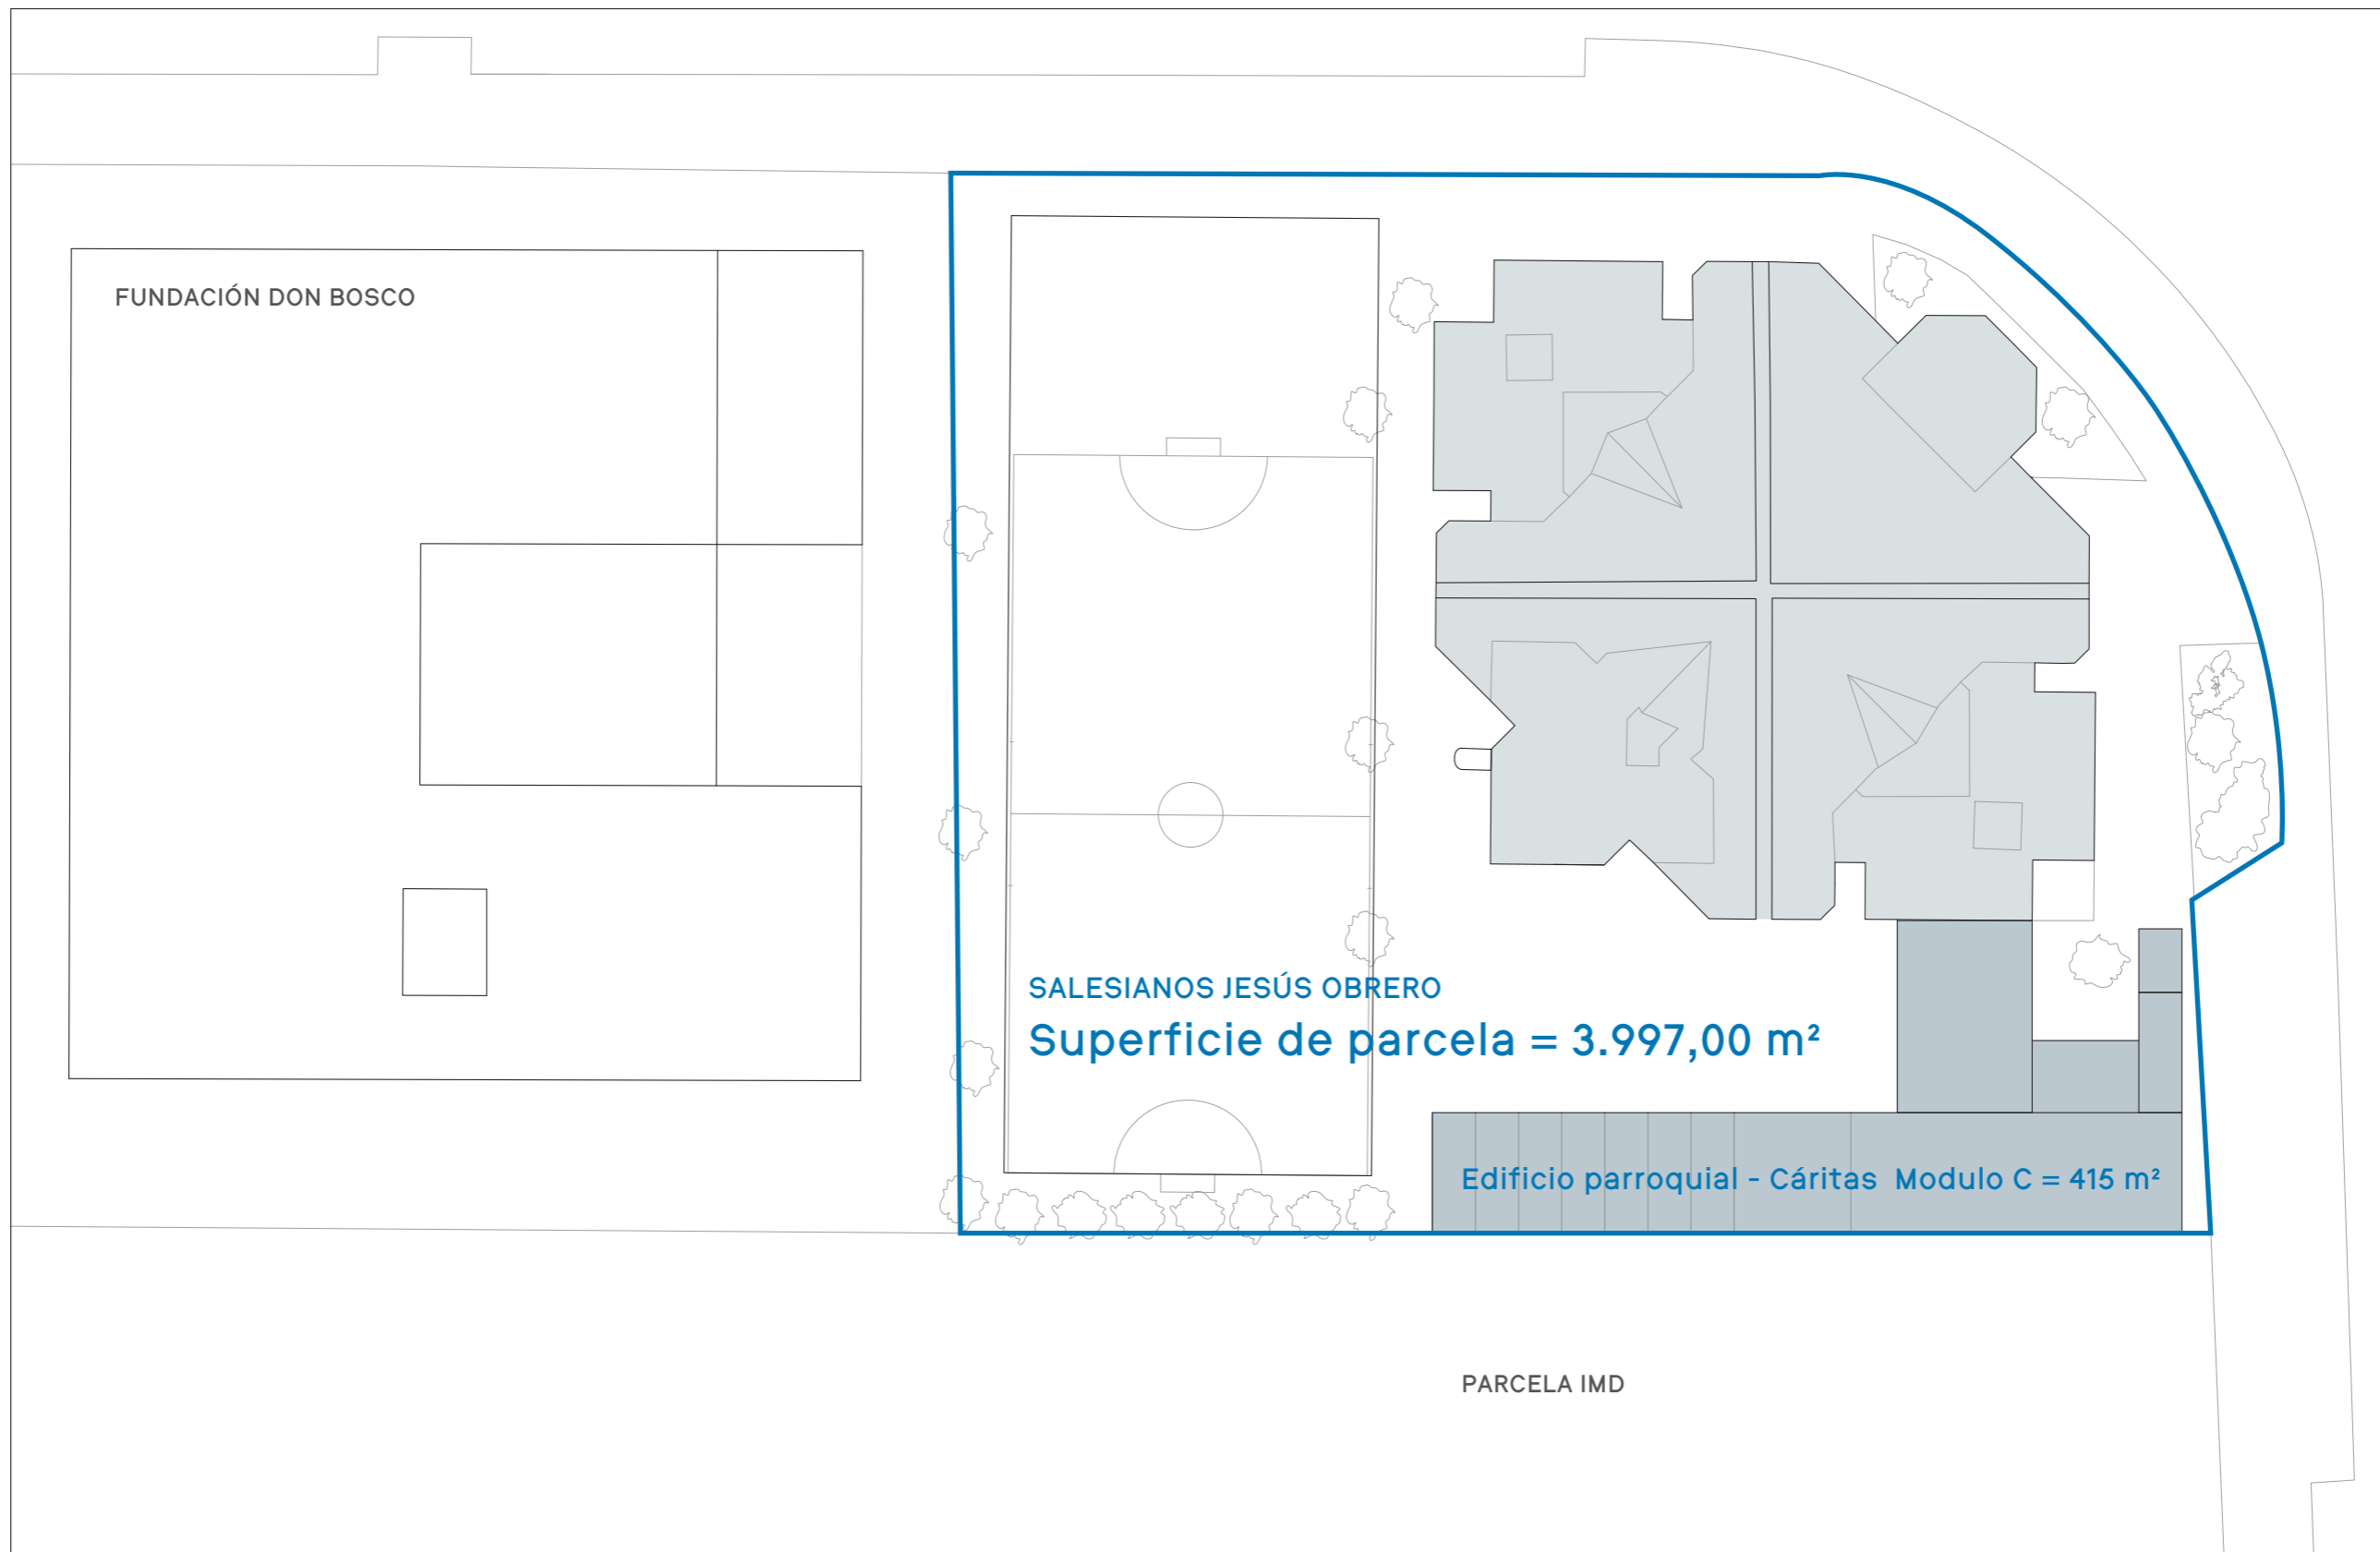 FUNDACIÓN DON BOSCO
SALESIANOS JESÚS OBRERO
Superficie de parcela = 3.997,00 m²
Edificio parroquial - Cáritas Modulo C = 415 m²
PARCELA IMD